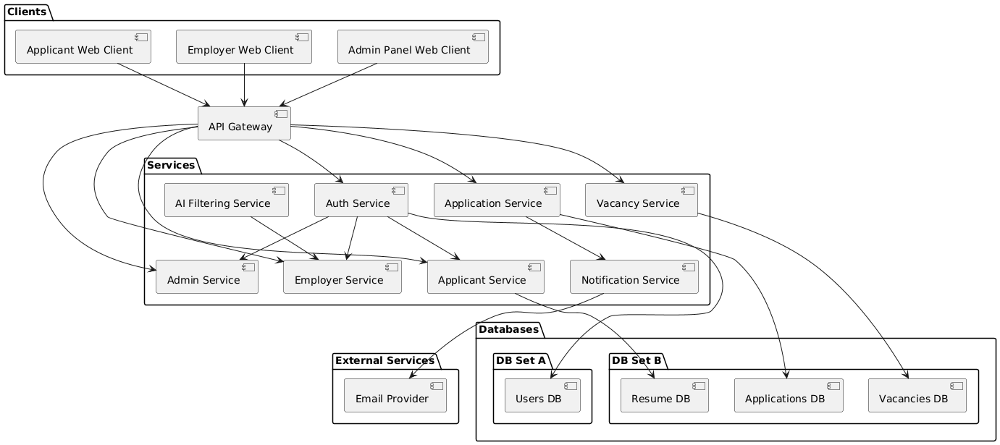 Clients
Applicant Web Client
Employer Web Client
Admin Panel Web Client
API Gateway
Services
AI Filtering Service
Auth Service
Application Service
Vacancy Service
Admin Service
Employer Service
Applicant Service
Notification Service
Databases
External Services
DB Set A
DB Set B
Email Provider
Users DB
Resume DB
Applications DB
Vacancies DB